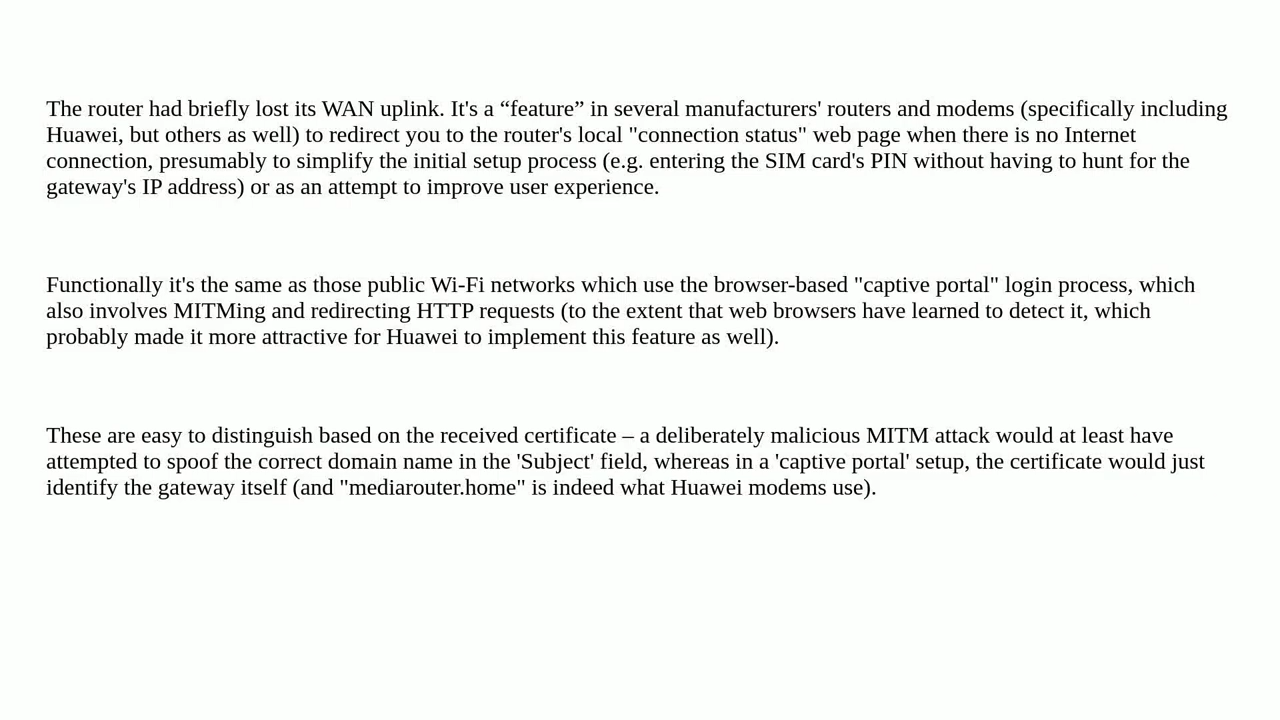 The router had briefly lost its WAN uplink. It's a “feature” in several manufacturers' routers and modems (specifically including
Huawei, but others as well) to redirect you to the router's local "connection status" web page when there is no Internet
connection, presumably to simplify the initial setup process (e.g. entering the SIM card's PIN without having to hunt for the
gateway's IP address) or as an attempt to improve user experience.
Functionally it's the same as those public Wi-Fi networks which use the browser-based "captive portal" login process, which
also involves MITMing and redirecting HTTP requests (to the extent that web browsers have learned to detect it, which
probably made it more attractive for Huawei to implement this feature as well).
These are easy to distinguish based on the received certificate – a deliberately malicious MITM attack would at least have
attempted to spoof the correct domain name in the 'Subject' field, whereas in a 'captive portal' setup, the certificate would just
identify the gateway itself (and "mediarouter.home" is indeed what Huawei modems use).